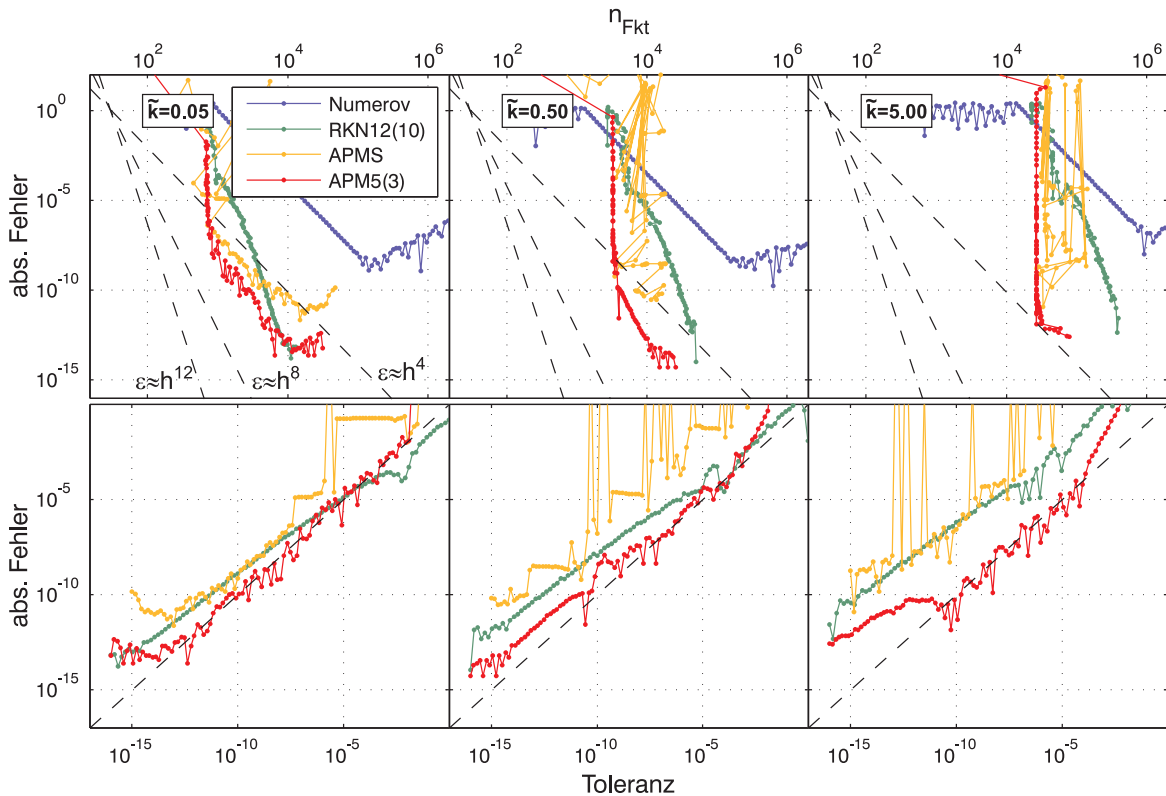 n_Fkt
10^2 10^4 10^6 10^2 10^4 10^6 10^2 10^4 10^6
abs. Fehler
10^0
10^-5
10^-10
10^-15
k̃=0.05
Numerov
RKN12(10)
APMS
APM5(3)
k̃=0.50
k̃=5.00
ε≈h^12
ε≈h^8
ε≈h^4
abs. Fehler
10^-5
10^-10
10^-15
10^-15 10^-10 10^-5 10^-15 10^-10 10^-5 10^-15 10^-10 10^-5
Toleranz